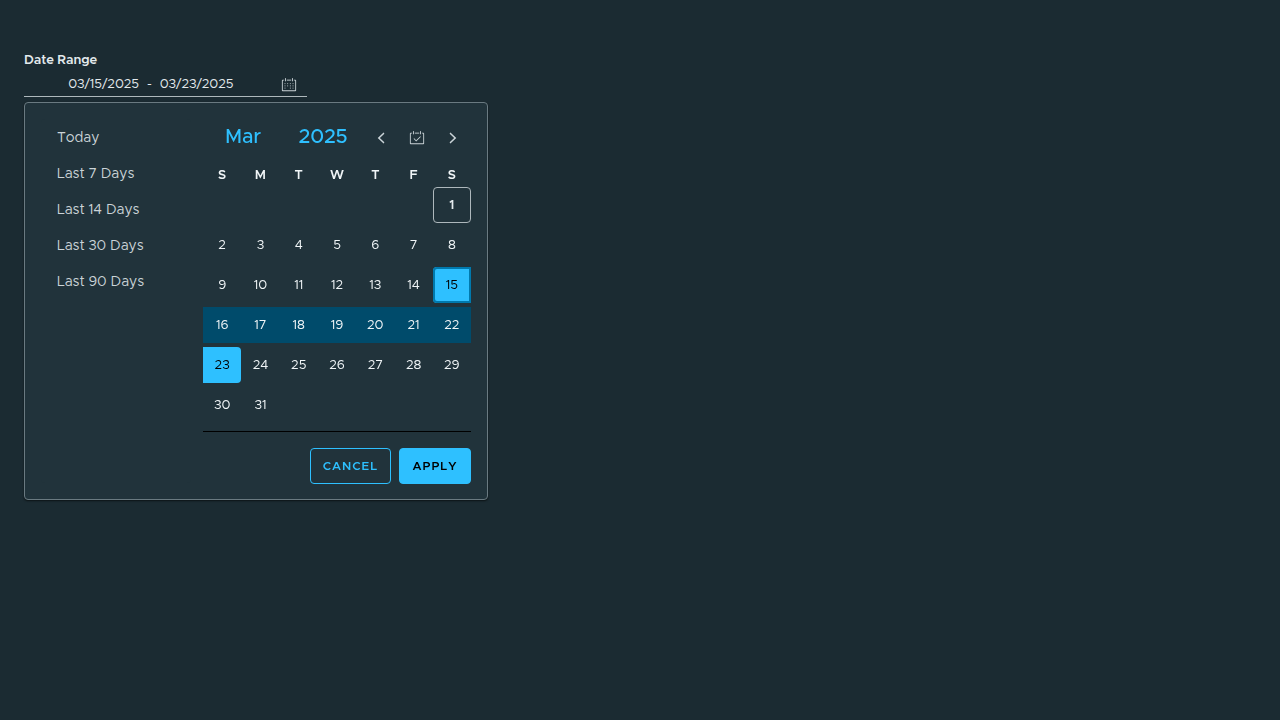 Date Range
03/15/2025 - 03/23/2025
Today
Last 7 Days
Last 14 Days
Last 30 Days
Last 90 Days
Mar 2025
S M T W T F S
1
2 3 4 5 6 7 8
9 10 11 12 13 14 15
16 17 18 19 20 21 22
23 24 25 26 27 28 29
30 31
CANCEL APPLY